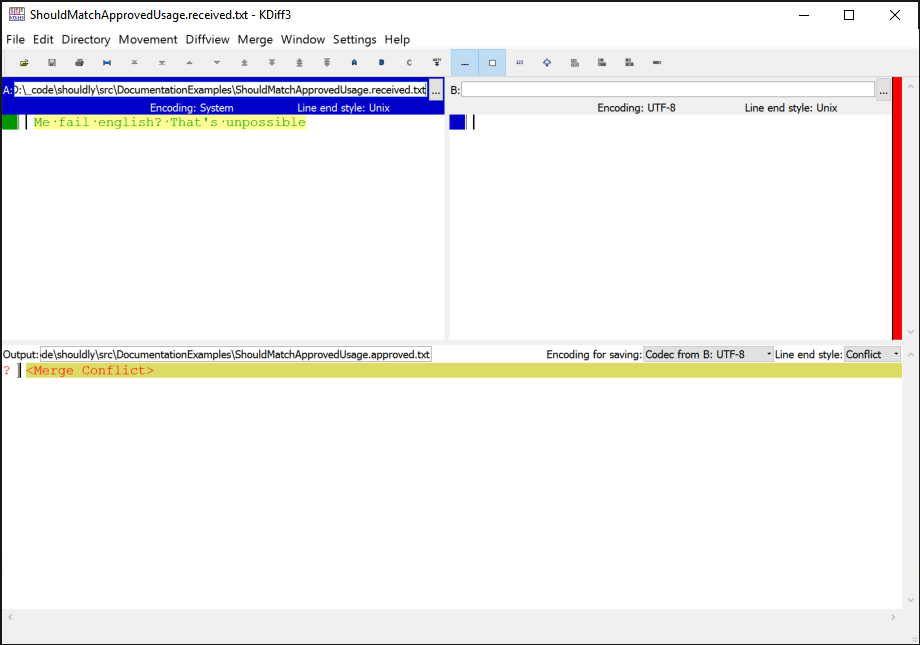 ShouldMatchApprovedUsage.received.txt - KDiff3
File Edit Directory Movement Diffview Merge Window Settings Help
A B C
A: D:\_code\shouldly\src\DocumentationExamples\ShouldMatchApprovedUsage.received.txt ... B: ...
Encoding: System Line end style: Unix Encoding: UTF-8 Line end style: Unix
Me·fail·english?·That's·unpossible
Output: de\shouldly\src\DocumentationExamples\ShouldMatchApprovedUsage.approved.txt Encoding for saving: Codec from B: UTF-8 Line end style: Conflict
? <Merge Conflict>